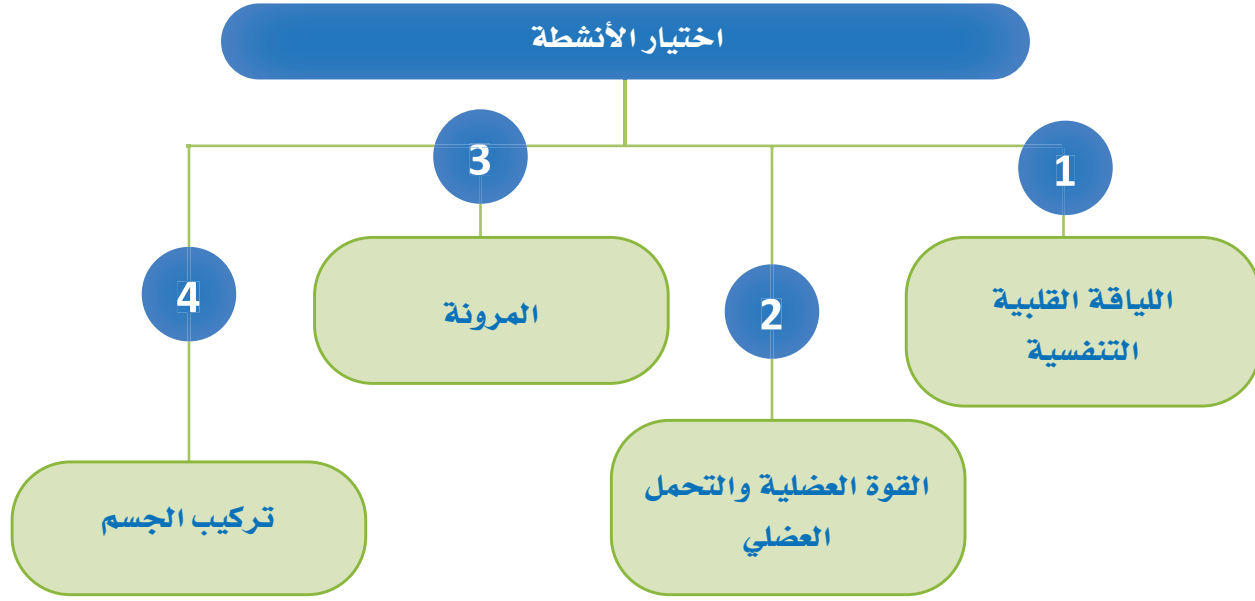 اختيار الأنشطة
1
اللياقة القلبية
التنفسية
2
القوة العضلية والتحمل
العضلي
3
المرونة
4
تركيب الجسم